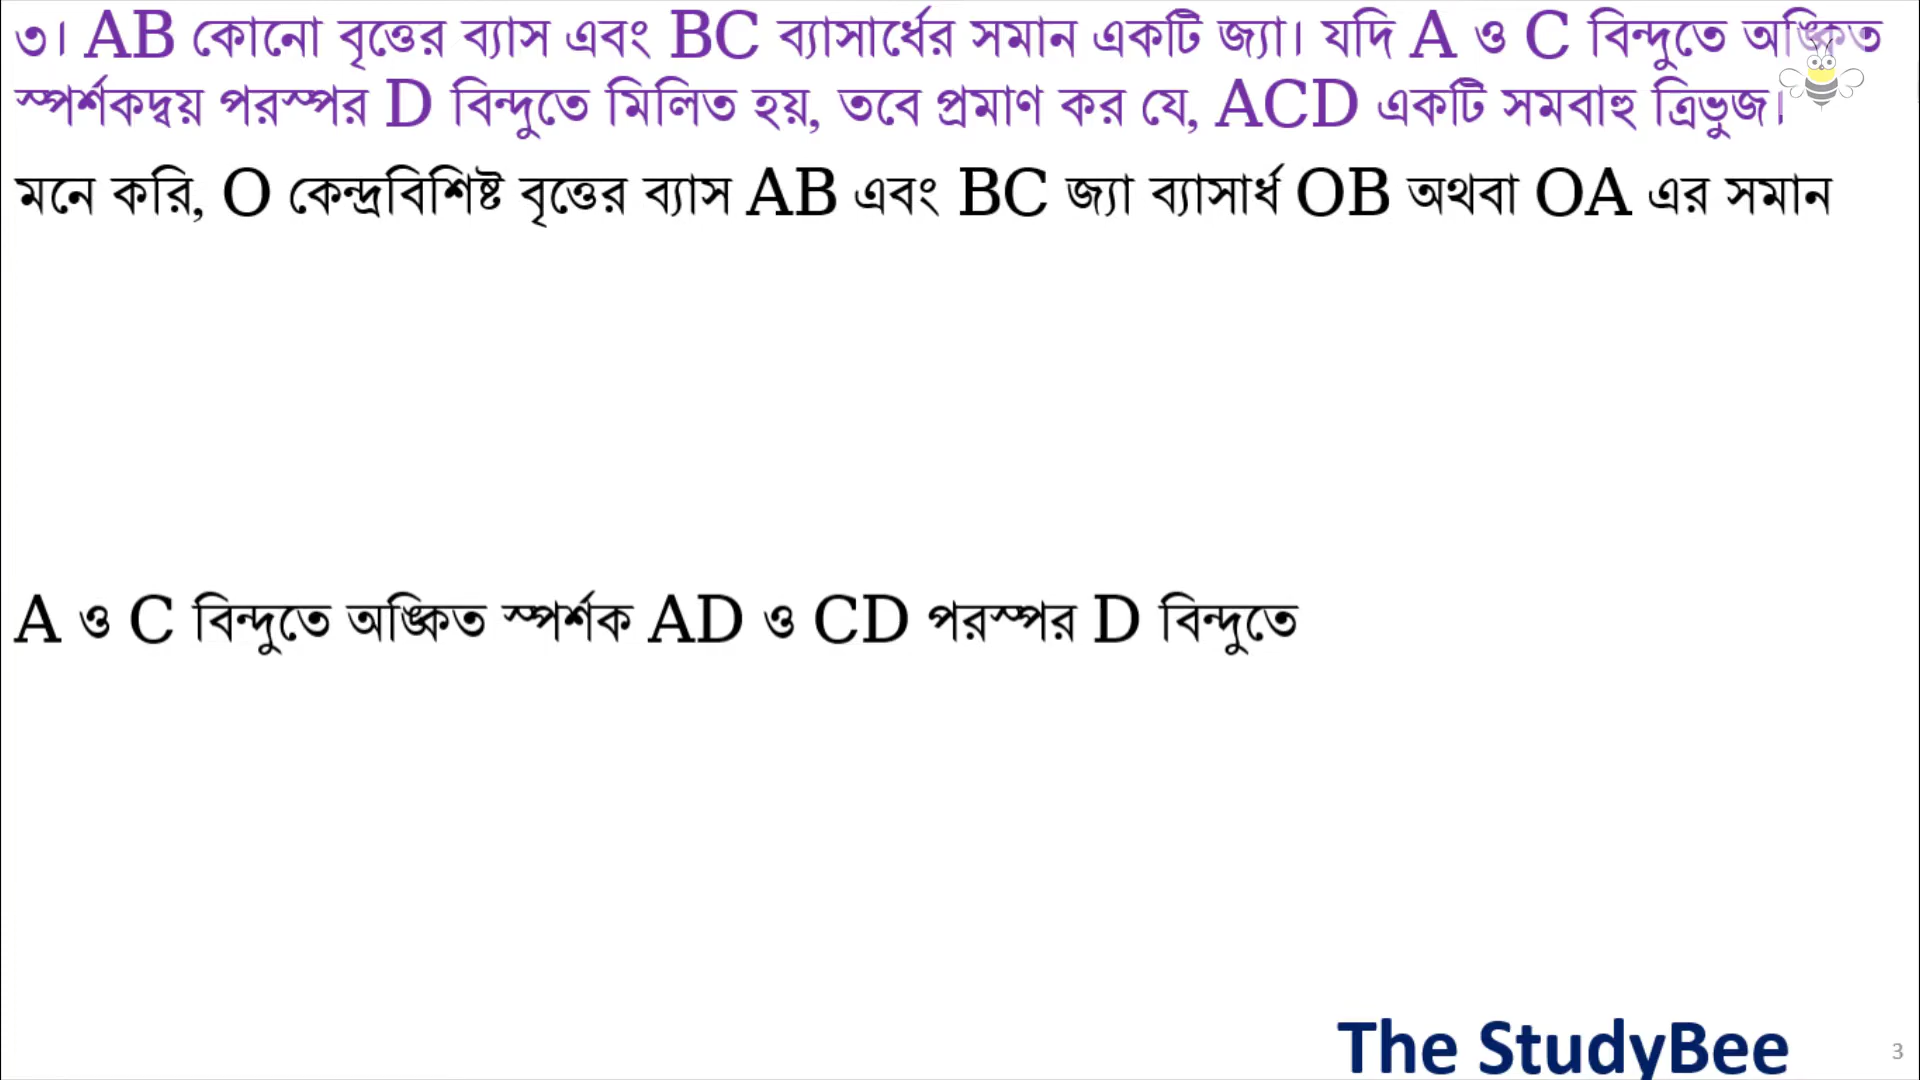 ৩। AB কোনো বৃত্তের ব্যাস এবং BC ব্যাসার্ধের সমান একটি জ্যা। যদি A ও C বিন্দুতে অঙ্কিত
স্পর্শকদ্বয় পরস্পর D বিন্দুতে মিলিত হয়, তবে প্রমাণ কর যে, ACD একটি সমবাহু ত্রিভুজ।
মনে করি, O কেন্দ্রবিশিষ্ট বৃত্তের ব্যাস AB এবং BC জ্যা ব্যাসার্ধ OB অথবা OA এর সমান
A ও C বিন্দুতে অঙ্কিত স্পর্শক AD ও CD পরস্পর D বিন্দুতে
The StudyBee
3